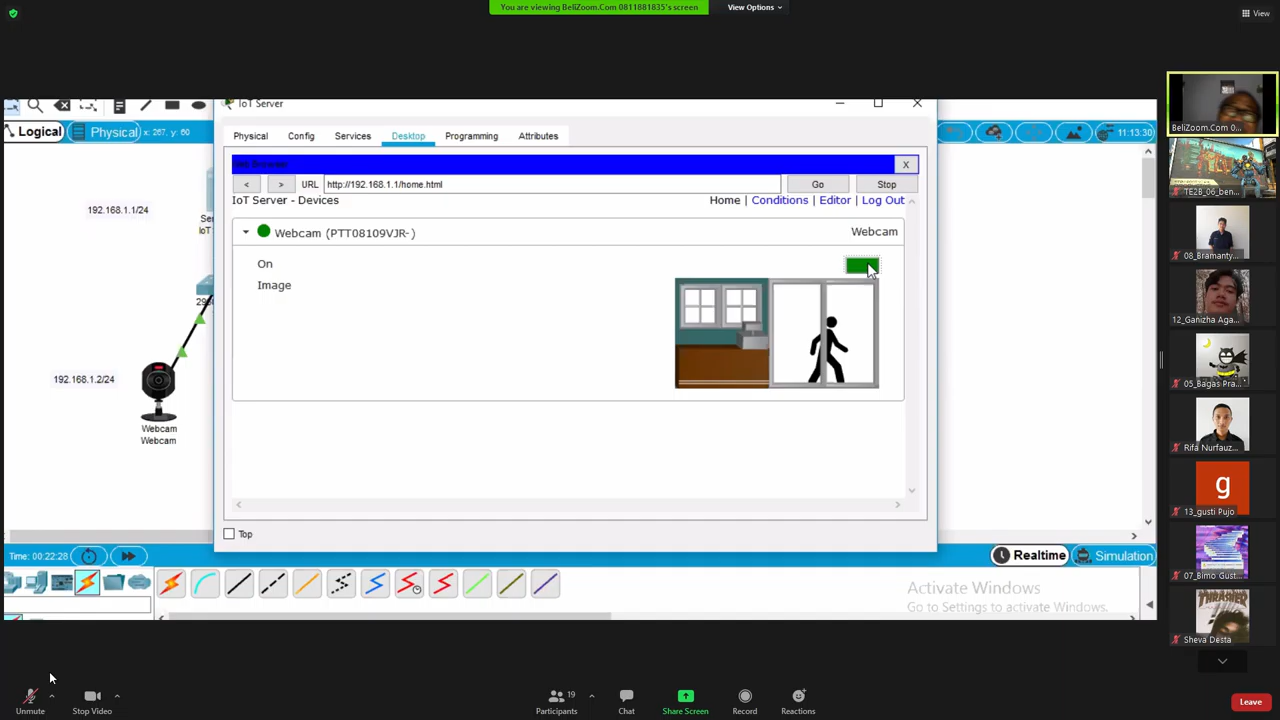 You are viewing BeliZoom.Com 0811881835's screen
View Options
View
IoT Server
Logical
Physical
x: 267, y: 60
11:13:30
Physical
Config
Services
Desktop
Programming
Attributes
Web Browser
X
<
>
URL
http://192.168.1.1/home.html
Go
Stop
IoT Server - Devices
Home | Conditions | Editor | Log Out
Webcam (PTT08109VJR-)
Webcam
On
Image
192.168.1.1/24
192.168.1.2/24
Webcam
Webcam
Top
Time: 00:22:28
Realtime
Simulation
Activate Windows
Go to Settings to activate Windows.
BeliZoom.Com 0...
TE2B_06_ben...
08_Bramanty...
12_Ganizha Aga...
05_Bagas Pra...
Rifa Nurfauz...
g
13_gusti Pujo
07_Bimo Gust...
THRASHER
Sheva Desta
Unmute
Stop Video
Participants
19
Chat
Share Screen
Record
Reactions
Leave